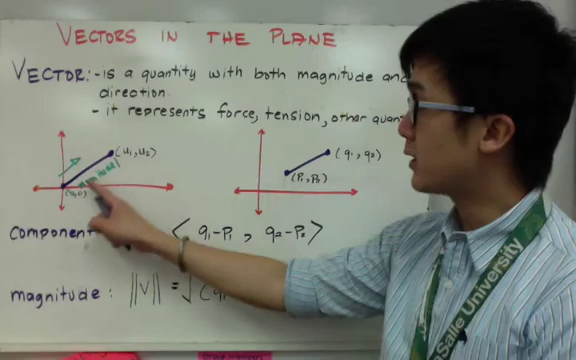 VECTORS IN THE PLANE
VECTOR: - is a quantity with both magnitude and
direction.
- it represents force, tension, other
(u1, u2)
(0,0)
(q1, q2)
(P1, P2)
component
< q1-P1 , q2-P2 >
magnitude: ||V|| = √(q1
Salle University